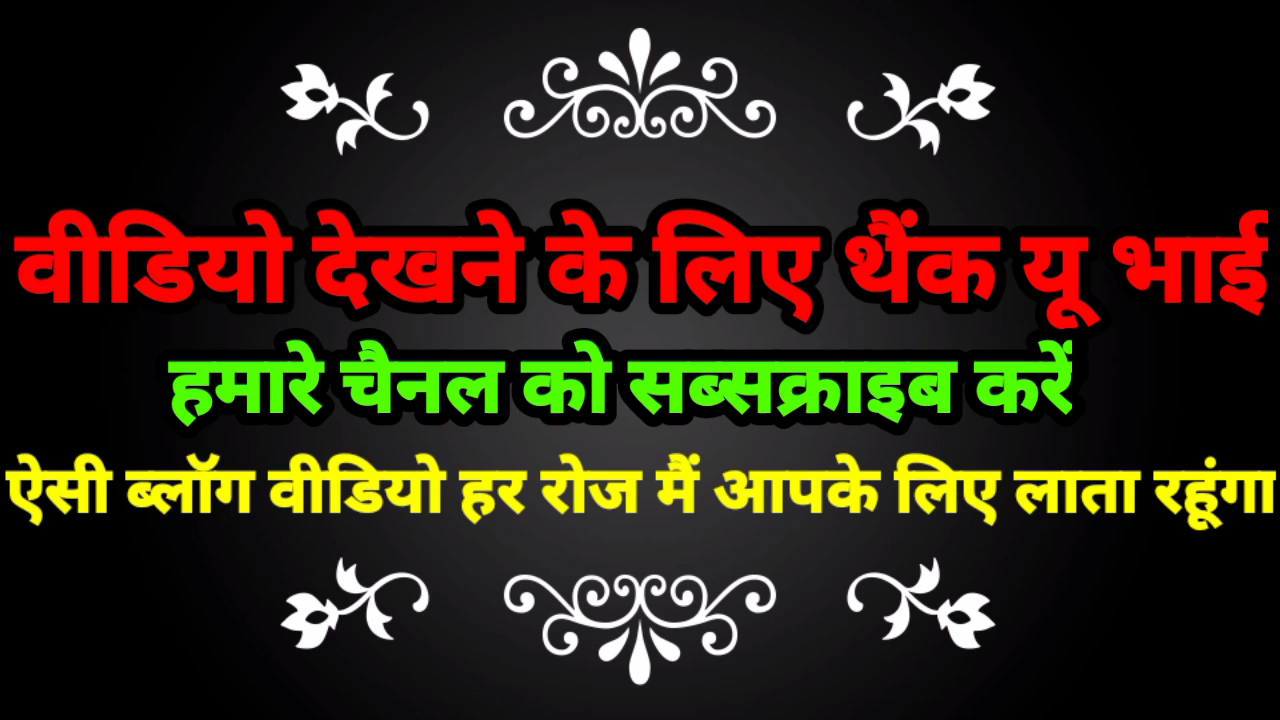 वीडियो देखने के लिए थैंक यू भाई
हमारे चैनल को सब्सक्राइब करें
ऐसी ब्लॉग वीडियो हर रोज मैं आपके लिए लाता रहूंगा